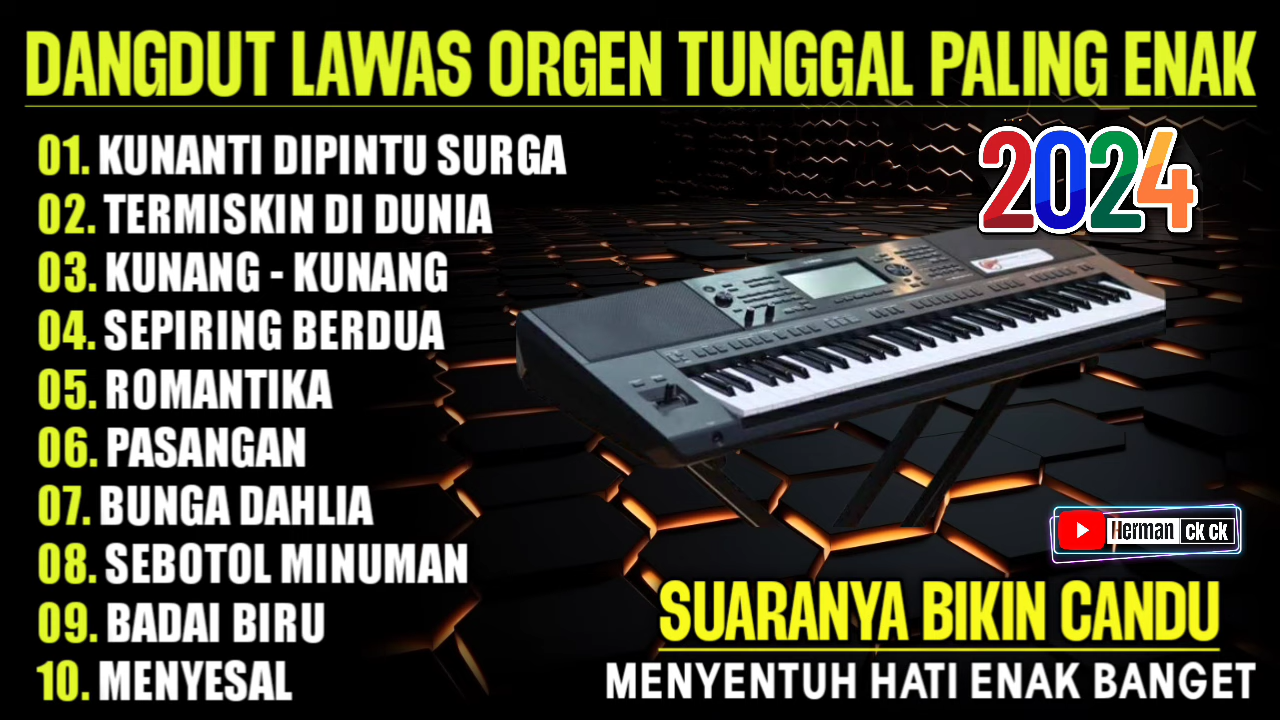 DANGDUT LAWAS ORGEN TUNGGAL PALING ENAK
2024
01. KUNANTI DIPINTU SURGA
02. TERMISKIN DI DUNIA
03. KUNANG - KUNANG
04. SEPIRING BERDUA
05. ROMANTIKA
06. PASANGAN
07. BUNGA DAHLIA
08. SEBOTOL MINUMAN
09. BADAI BIRU
10. MENYESAL
Herman ck ck
SUARANYA BIKIN CANDU
MENYENTUH HATI ENAK BANGET